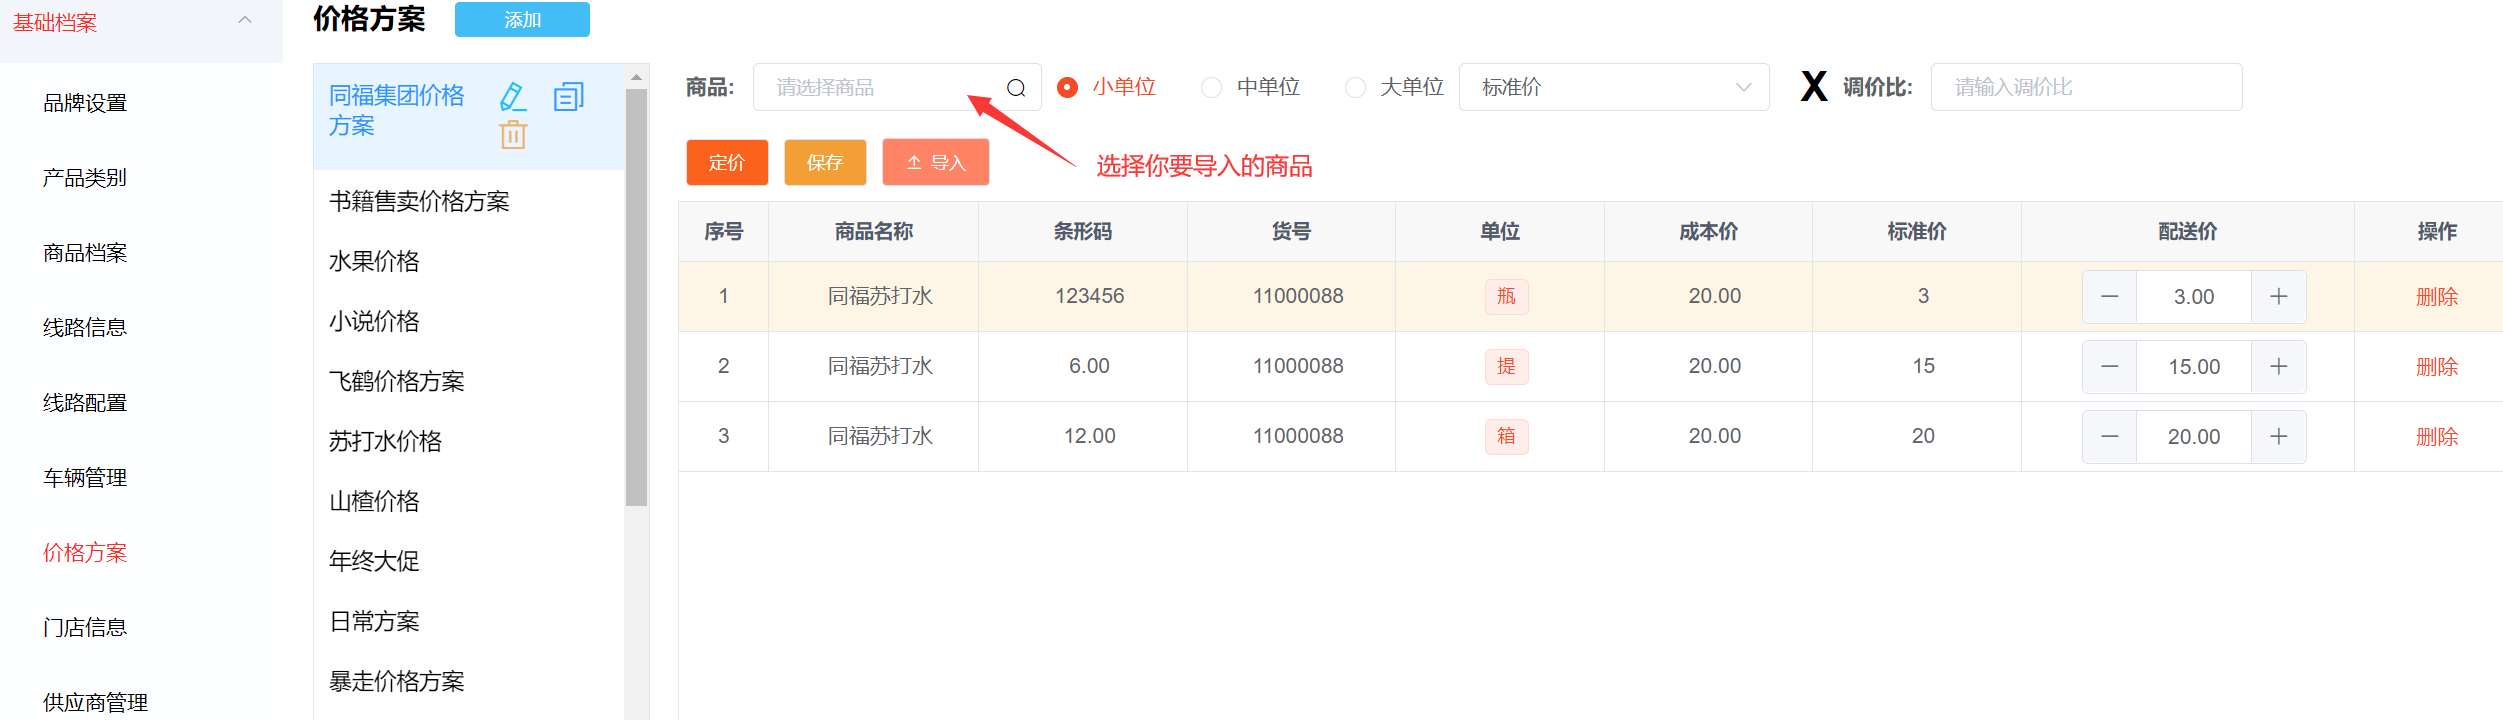 基础档案
品牌设置
产品类别
商品档案
线路信息
线路配置
车辆管理
价格方案
门店信息
供应商管理
价格方案 添加
同福集团价格
方案
书籍售卖价格方案
水果价格
小说价格
飞鹤价格方案
苏打水价格
山楂价格
年终大促
日常方案
暴走价格方案
商品: 请选择商品 小单位 中单位 大单位 标准价 X 调价比: 请输入调价比
定价 保存 导入 选择你要导入的商品
序号 商品名称 条形码 货号 单位 成本价 标准价 配送价 操作
1 同福苏打水 123456 11000088 瓶 20.00 3 — 3.00 + 删除
2 同福苏打水 6.00 11000088 提 20.00 15 — 15.00 + 删除
3 同福苏打水 12.00 11000088 箱 20.00 20 — 20.00 + 删除